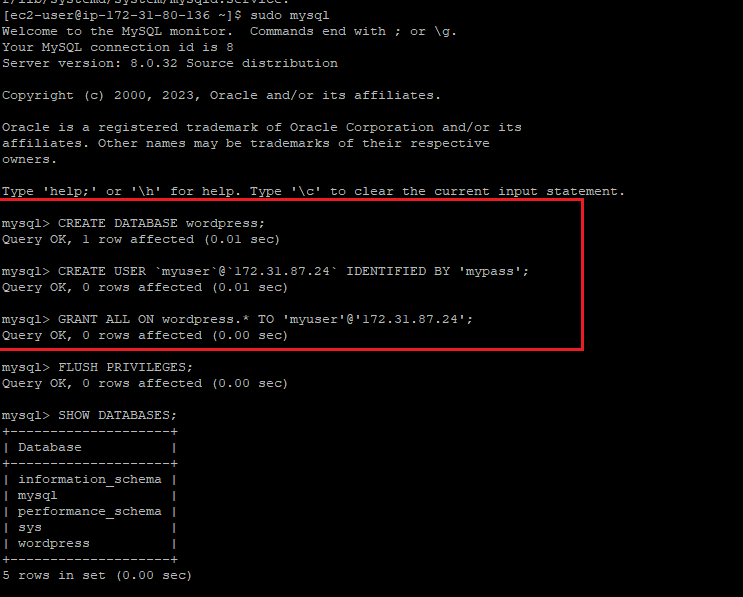 r/lib/systemd/system/mysqld.service.
[ec2-user@ip-172-31-80-136 ~]$ sudo mysql
Welcome to the MySQL monitor.  Commands end with ; or \g.
Your MySQL connection id is 8
Server version: 8.0.32 Source distribution
Copyright (c) 2000, 2023, Oracle and/or its affiliates.
Oracle is a registered trademark of Oracle Corporation and/or its
affiliates. Other names may be trademarks of their respective
owners.
Type 'help;' or '\h' for help. Type '\c' to clear the current input statement.
mysql> CREATE DATABASE wordpress;
Query OK, 1 row affected (0.01 sec)
mysql> CREATE USER `myuser`@`172.31.87.24` IDENTIFIED BY 'mypass';
Query OK, 0 rows affected (0.01 sec)
mysql> GRANT ALL ON wordpress.* TO 'myuser'@'172.31.87.24';
Query OK, 0 rows affected (0.00 sec)
mysql> FLUSH PRIVILEGES;
Query OK, 0 rows affected (0.00 sec)
mysql> SHOW DATABASES;
+--------------------+
| Database           |
+--------------------+
| information_schema |
| mysql              |
| performance_schema |
| sys                |
| wordpress          |
+--------------------+
5 rows in set (0.00 sec)